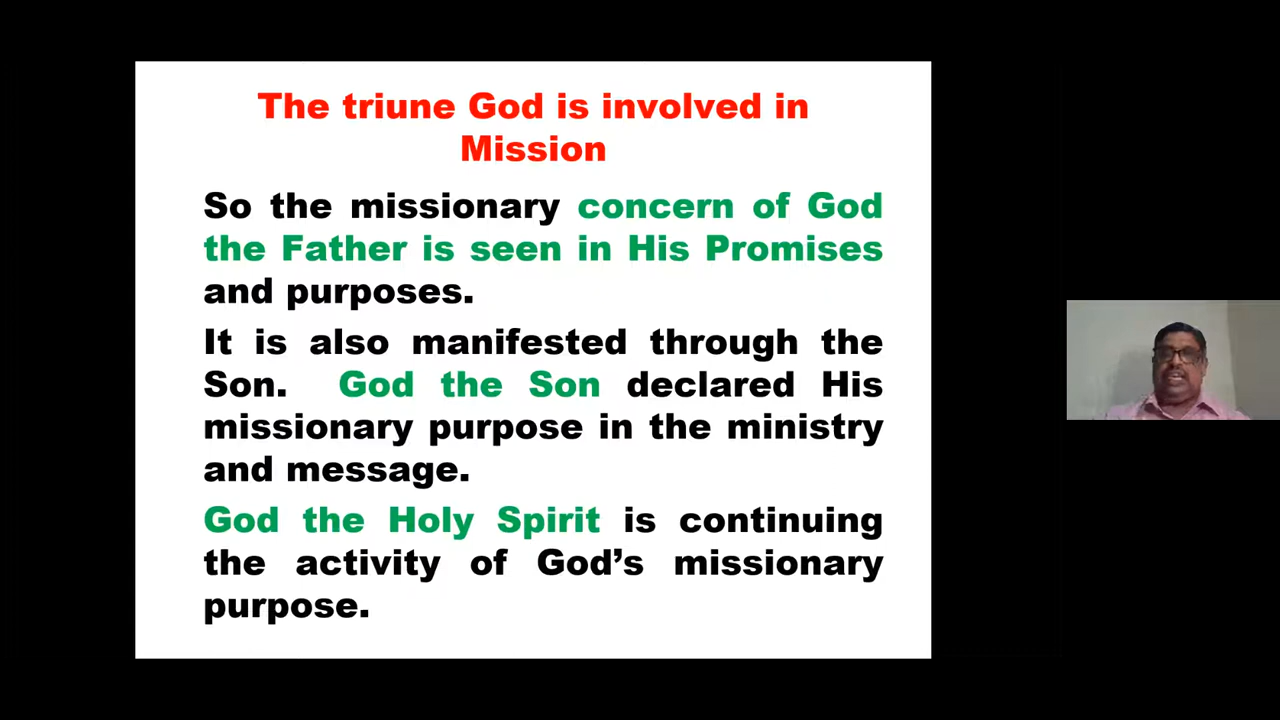 The triune God is involved in
Mission
So the missionary concern of God
the Father is seen in His Promises
and purposes.
It is also manifested through the
Son. God the Son declared His
missionary purpose in the ministry
and message.
God the Holy Spirit is continuing
the activity of God’s missionary
purpose.